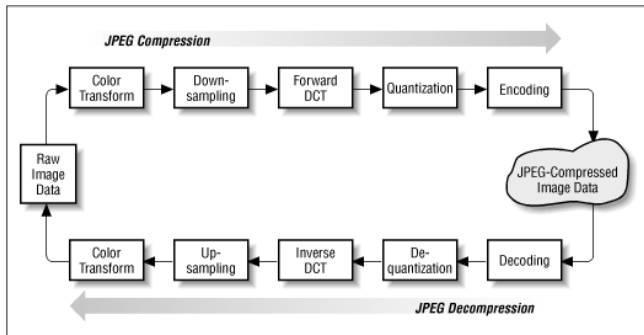 JPEG Compression
Color
Transform
Down-
sampling
Forward
DCT
Quantization
Encoding
Raw
Image
Data
JPEG-Compressed
Image Data
Color
Transform
Up-
sampling
Inverse
DCT
De-
quantization
Decoding
JPEG Decompression